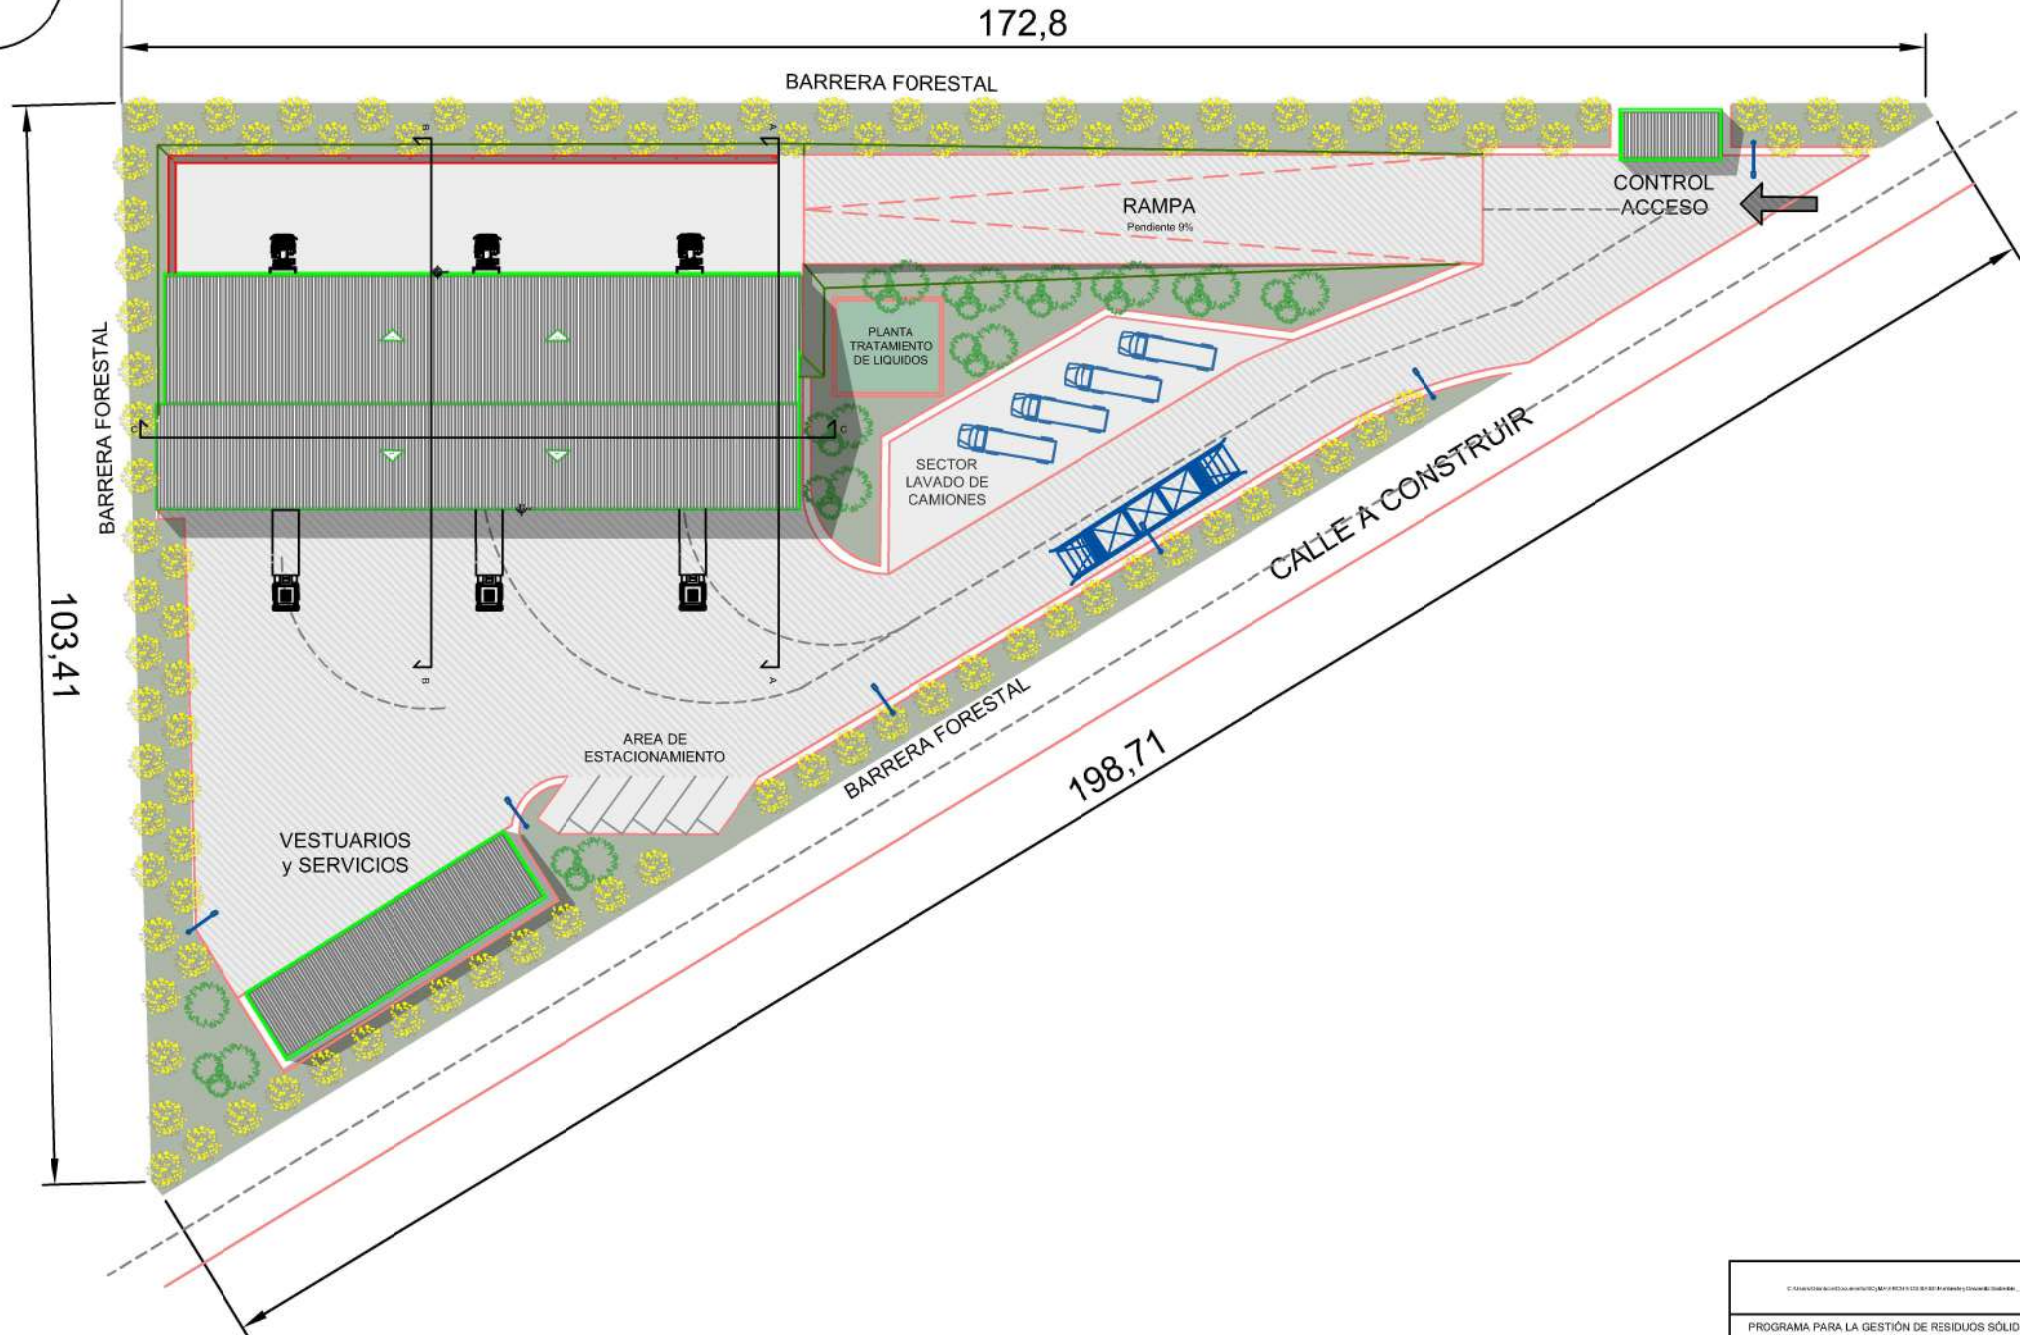 172,8
BARRERA FORESTAL
B
A
CONTROL
ACCESO
RAMPA
Pendiente 9%
PLANTA
TRATAMIENTO
DE LIQUIDOS
BARRERA FORESTAL
C
C
SECTOR
LAVADO DE
CAMIONES
CALLE A CONSTRUIR
103,41
B
A
BARRERA FORESTAL
AREA DE
ESTACIONAMIENTO
198,71
VESTUARIOS
y SERVICIOS
PROGRAMA PARA LA GESTIÓN DE RESIDUOS SÓLID